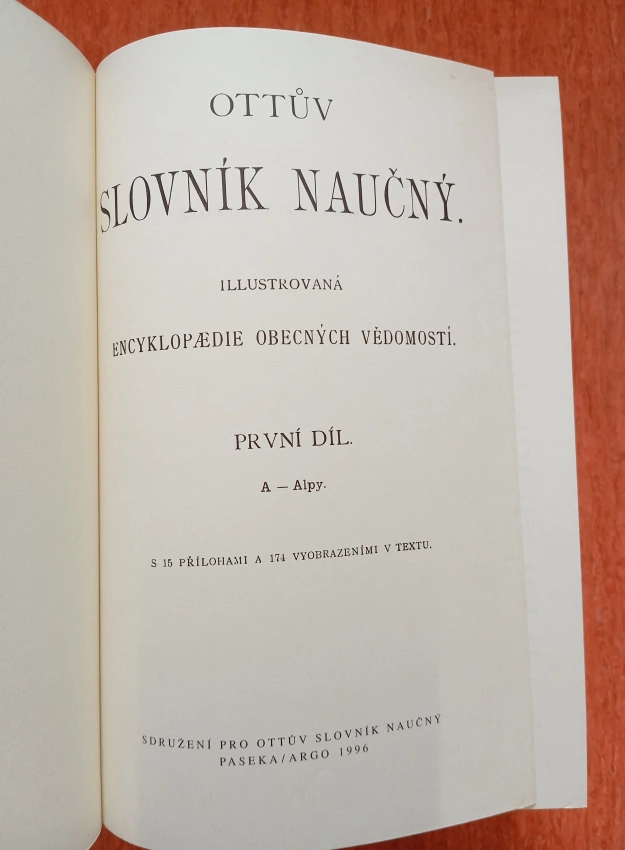 OTTŮV
SLOVNÍK NAUČNÝ.
ILLUSTROVANÁ
ENCYKLOPÆDIE OBECNÝCH VĚDOMOSTÍ.
PRVNÍ DÍL.
A — Alpy.
S 15 PŘÍLOHAMI A 174 VYOBRAZENÍMI V TEXTU.
SDRUŽENÍ PRO OTTŮV SLOVNÍK NAUČNÝ
PASEKA/ARGO 1996